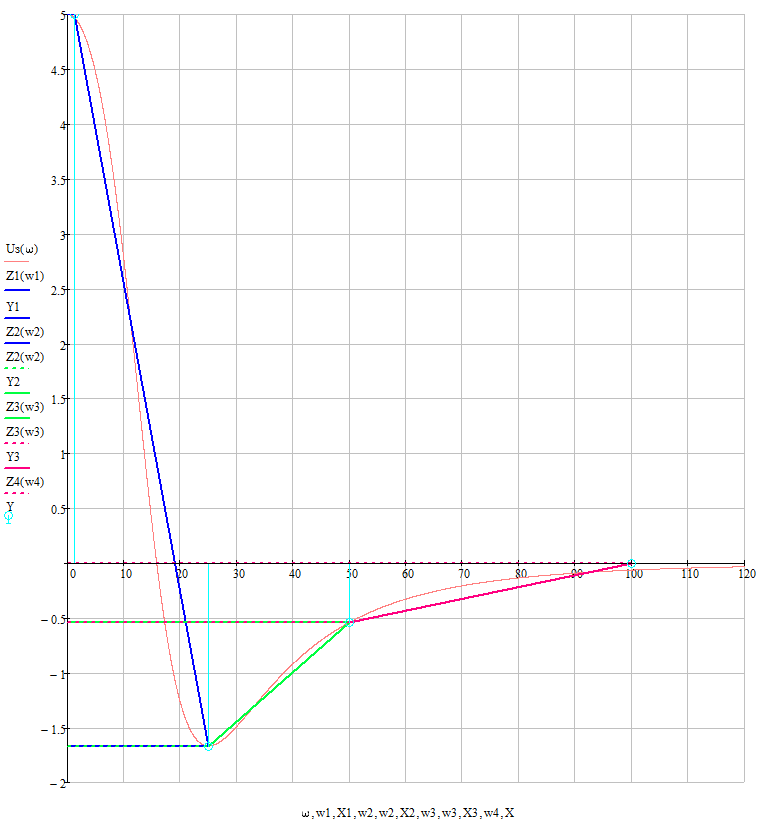 5
4.5
4
3.5
3
2.5
2
1.5
1
0.5
0 10 20 30 40 50 60 70 80 90 100 110 120
− 0.5
− 1
− 1.5
− 2
Us(ω)
Z1(w1)
Y1
Z2(w2)
Z2(w2)
Y2
Z3(w3)
Z3(w3)
Y3
Z4(w4)
Y
ω,w1,X1,w2,w2,X2,w3,w3,X3,w4,X